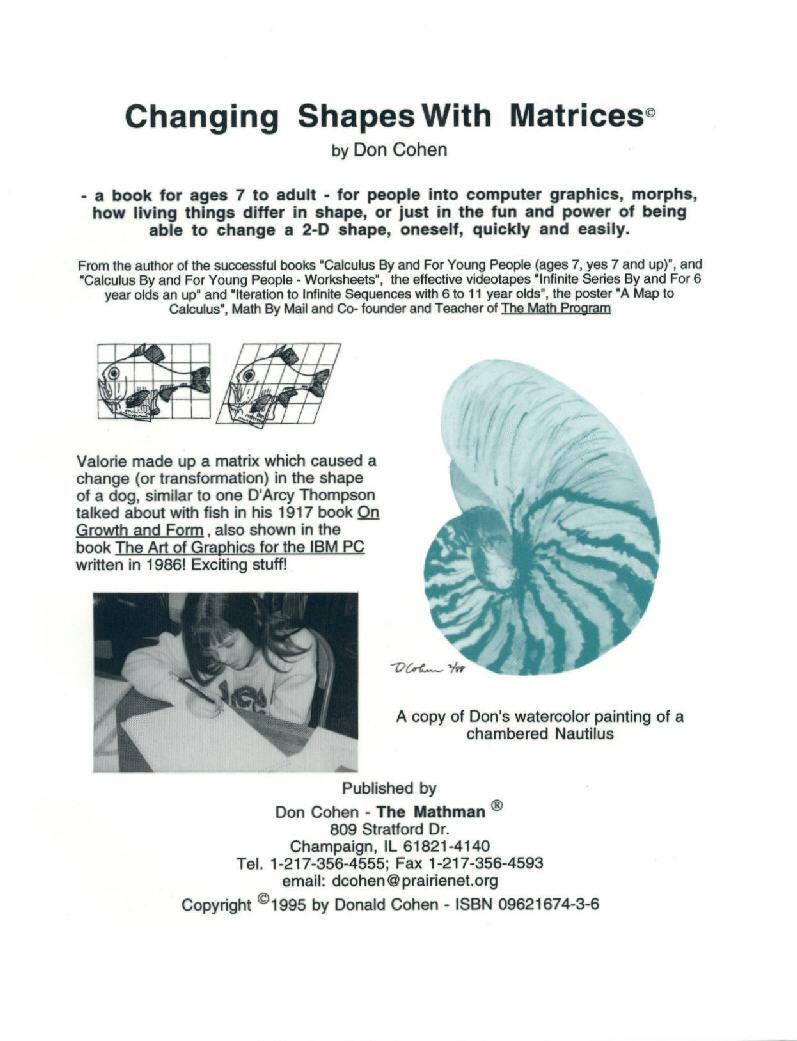 Changing Shapes With Matrices©
by Don Cohen
- a book for ages 7 to adult - for people into computer graphics, morphs,
how living things differ in shape, or just in the fun and power of being
able to change a 2-D shape, oneself, quickly and easily.
From the author of the successful books "Calculus By and For Young People (ages 7, yes 7 and up)", and
"Calculus By and For Young People - Worksheets", the effective videotapes "Infinite Series By and For 6
year olds an up" and "Iteration to Infinite Sequences with 6 to 11 year olds", the poster "A Map to
Calculus", Math By Mail and Co- founder and Teacher of The Math Program
Valorie made up a matrix which caused a
change (or transformation) in the shape
of a dog, similar to one D'Arcy Thompson
talked about with fish in his 1917 book On
Growth and Form , also shown in the
book The Art of Graphics for the IBM PC
written in 1986! Exciting stuff!
D Cohen
A copy of Don's watercolor painting of a
chambered Nautilus
Published by
Don Cohen - The Mathman ®
809 Stratford Dr.
Champaign, IL 61821-4140
Tel. 1-217-356-4555; Fax 1-217-356-4593
email: dcohen@prairienet.org
Copyright ©1995 by Donald Cohen - ISBN 09621674-3-6